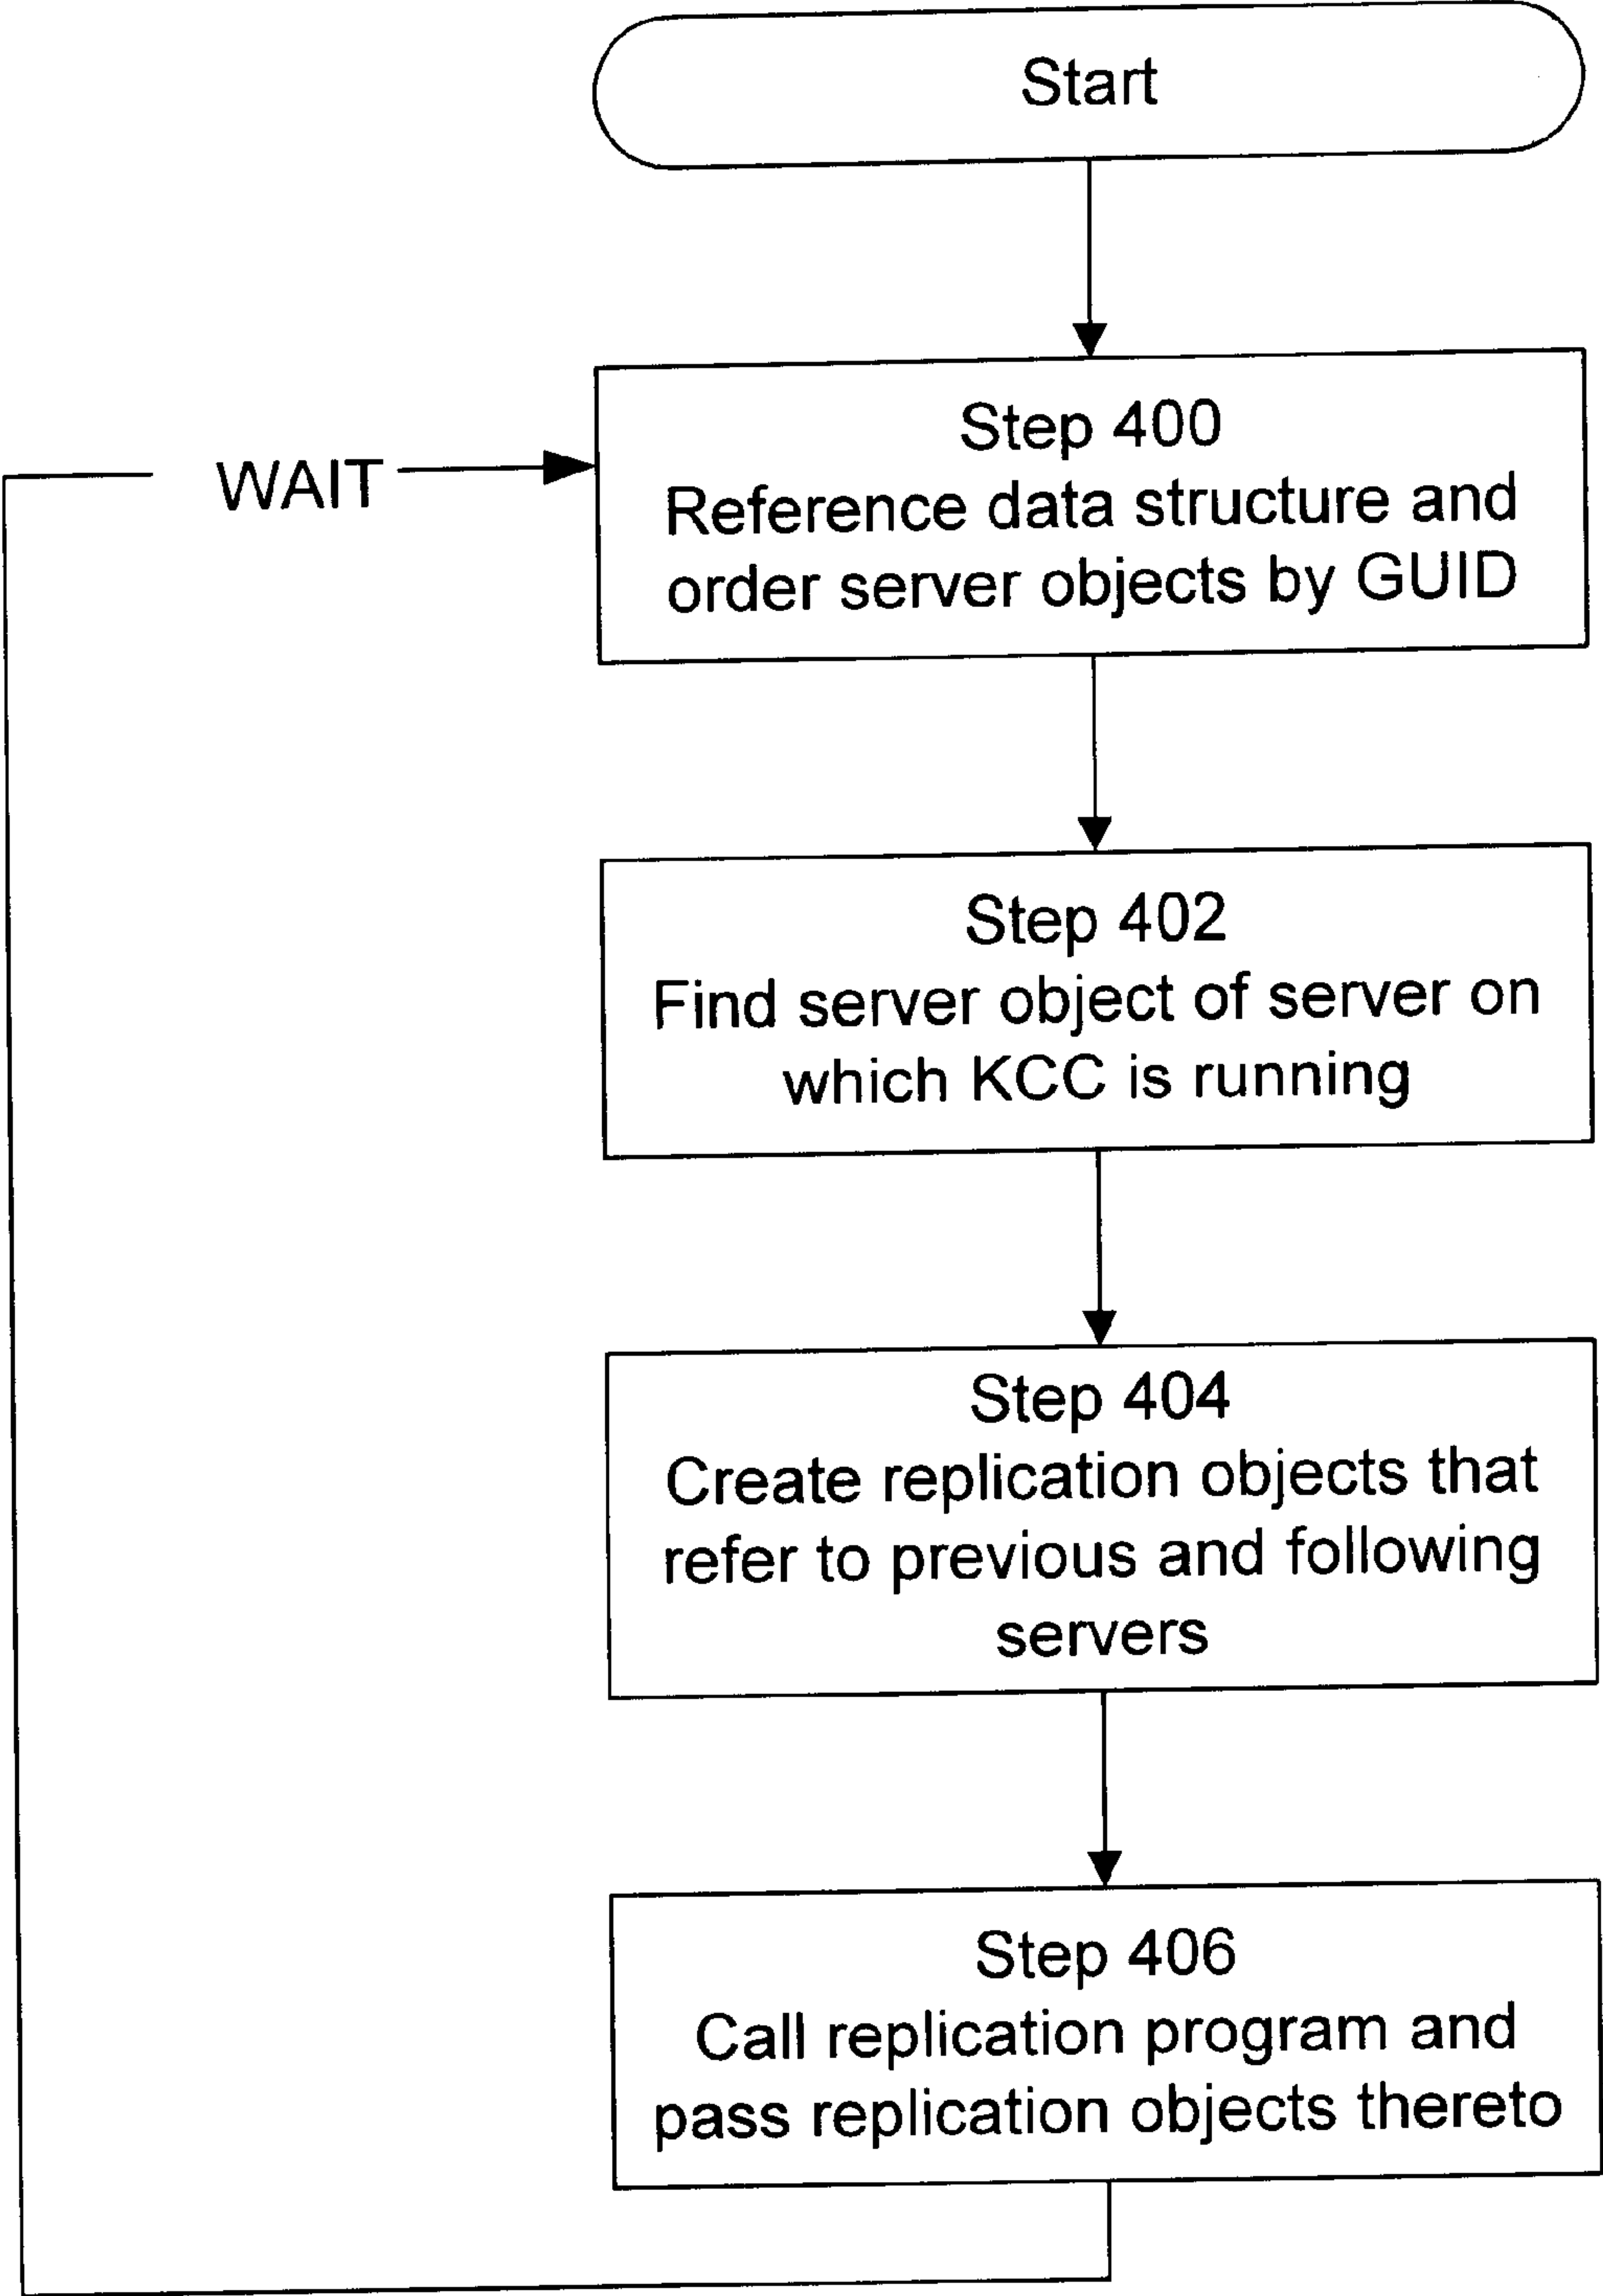 Start
Step 400
Reference data structure and
order server objects by GUID
WAIT
Step 402
Find server object of server on
which KCC is running
Step 404
Create replication objects that
refer to previous and following
servers
Step 406
Call replication program and
pass replication objects thereto